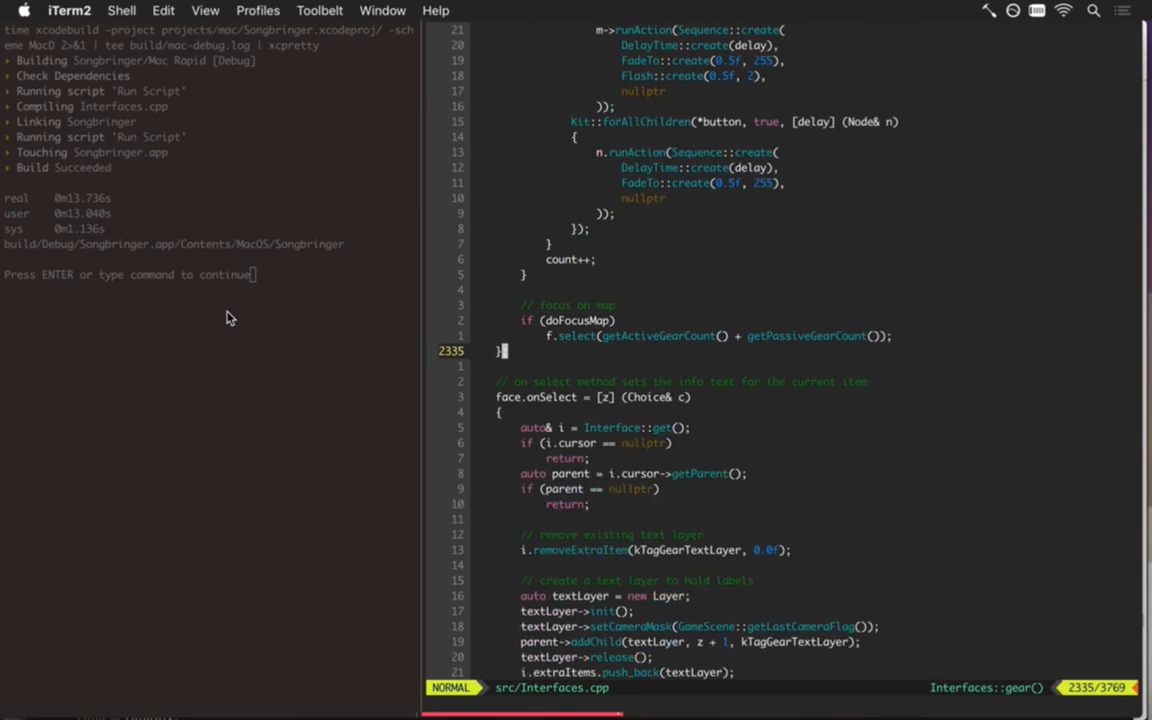 iTerm2 Shell Edit View Profiles Toolbelt Window Help
time xcodebuild -project projects/mac/Songbringer.xcodeproj/ -sch
eme MacD 2>&1 | tee build/mac-debug.log | xcpretty
› Building Songbringer/Mac Rapid [Debug]
› Check Dependencies
› Running script 'Run Script'
› Compiling Interfaces.cpp
› Linking Songbringer
› Running script 'Run Script'
› Touching Songbringer.app
› Build Succeeded
real 0m13.736s
user 0m13.040s
sys 0m1.136s
build/Debug/Songbringer.app/Contents/MacOS/Songbringer
Press ENTER or type command to continue
21 m->runAction(Sequence::create(
20 DelayTime::create(delay),
19 FadeTo::create(0.5f, 255),
18 Flash::create(0.5f, 2),
17 nullptr
16 ));
15 Kit::forAllChildren(*button, true, [delay] (Node& n)
14 {
13 n.runAction(Sequence::create(
12 DelayTime::create(delay),
11 FadeTo::create(0.5f, 255),
10 nullptr
9 ));
8 });
7 }
6 count++;
5 }
4
3 // focus on map
2 if (doFocusMap)
1 f.select(getActiveGearCount() + getPassiveGearCount());
2335 }
1
2 // on select method sets the info text for the current item
3 face.onSelect = [z] (Choice& c)
4 {
5 auto& i = Interface::get();
6 if (i.cursor == nullptr)
7 return;
8 auto parent = i.cursor->getParent();
9 if (parent == nullptr)
10 return;
11
12 // remove existing text layer
13 i.removeExtraItem(kTagGearTextLayer, 0.0f);
14
15 // create a text layer to hold labels
16 auto textLayer = new Layer;
17 textLayer->init();
18 textLayer->setCameraMask(GameScene::getLastCameraFlag());
19 parent->addChild(textLayer, z + 1, kTagGearTextLayer);
20 textLayer->release();
21 i.extraItems.push_back(textLayer);
NORMAL src/Interfaces.cpp Interfaces::gear() 2335/3769